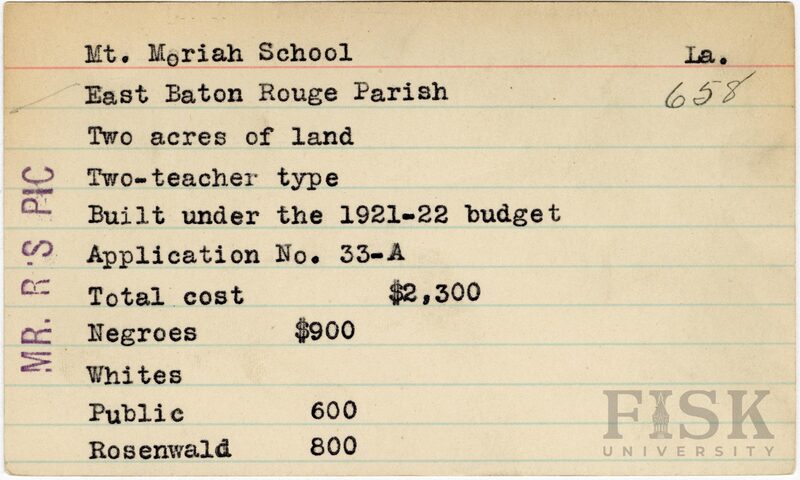 Mt. Moriah School La.
East Baton Rouge Parish 658
Two acres of land
Two-teacher type
Built under the 1921-22 budget
Application No. 33-A
Total cost $2,300
Negroes $900
Whites
Public 600
Rosenwald 800
MR. R'S PIC
FISK
UNIVERSITY